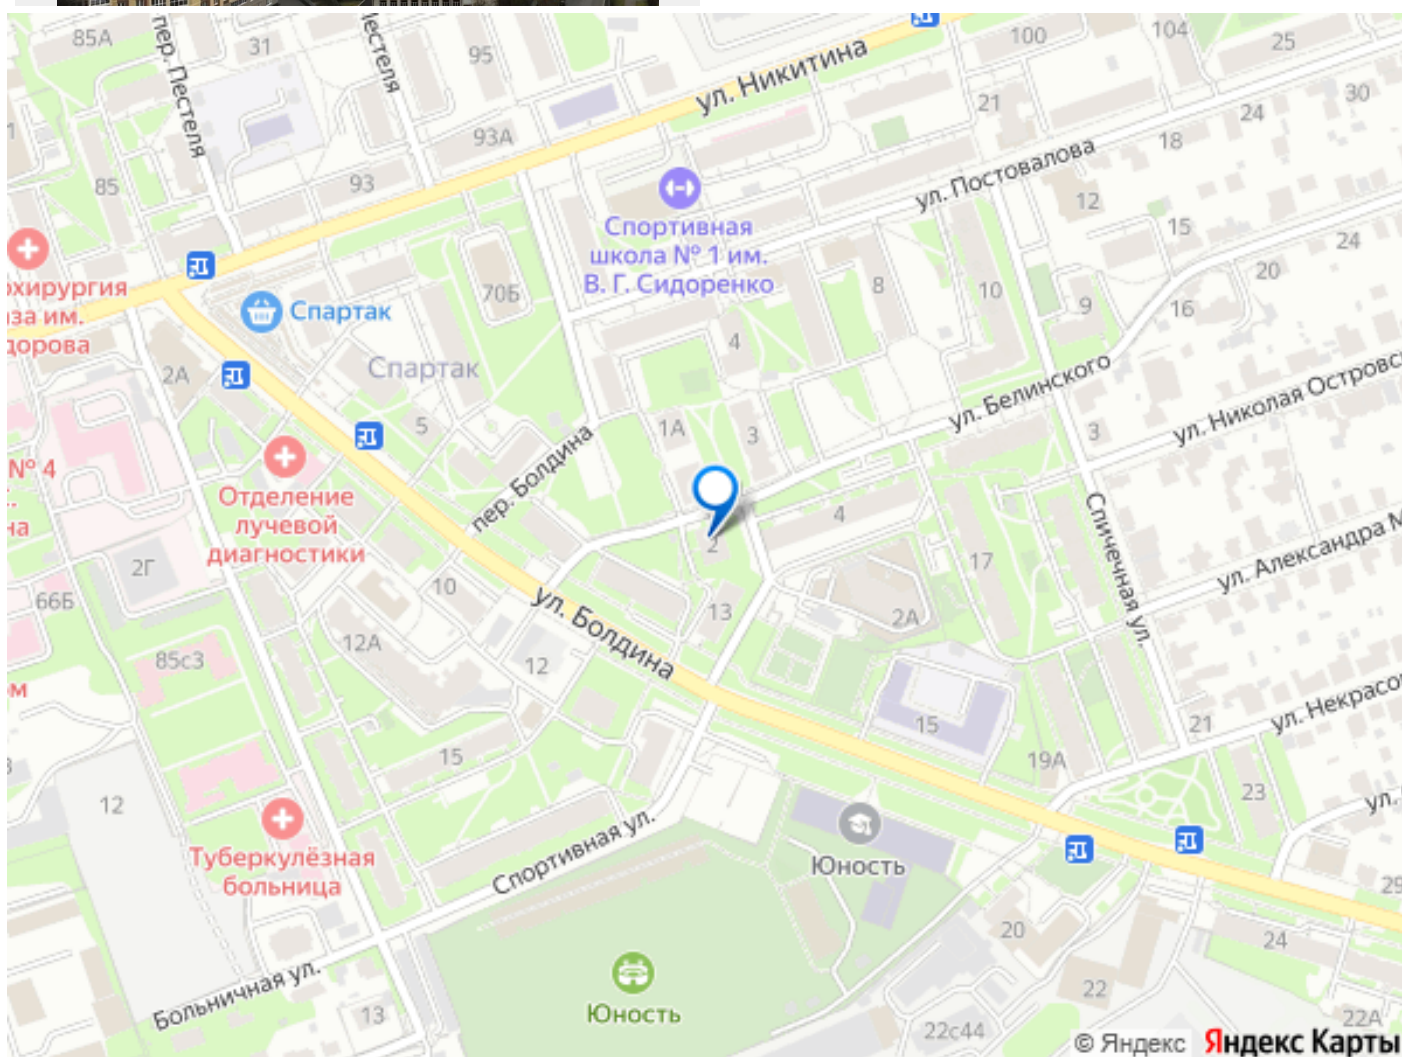 85А
31
95
100
104
25
пер. Пестеля
ул. Никитина
21
24
30
93А
18
ул. Постовалова
85
93
12
15
Спортивная
школа № 1 им.
В. Г. Сидоренко
24
20
70Б
8
10
9
16
Спартак
Спартак
4
2А
5
1А
3
ул. Белинского
3
ул. Николая Островс
№ 4
пер. Болдина
Отделение
лучевой
диагностики
4
2
17
Спичечная ул.
ул. Александра М
2Г
66Б
10
13
2А
ул. Болдина
12А
12
85с3
15
21
ул. Некрасо
15
19А
23
12
ул.
Юность
Туберкулёзная
больница
Спортивная ул.
29
20
24
Больничная ул.
Юность
22
13
22с44
22А
© Яндекс
Яндекс Карты